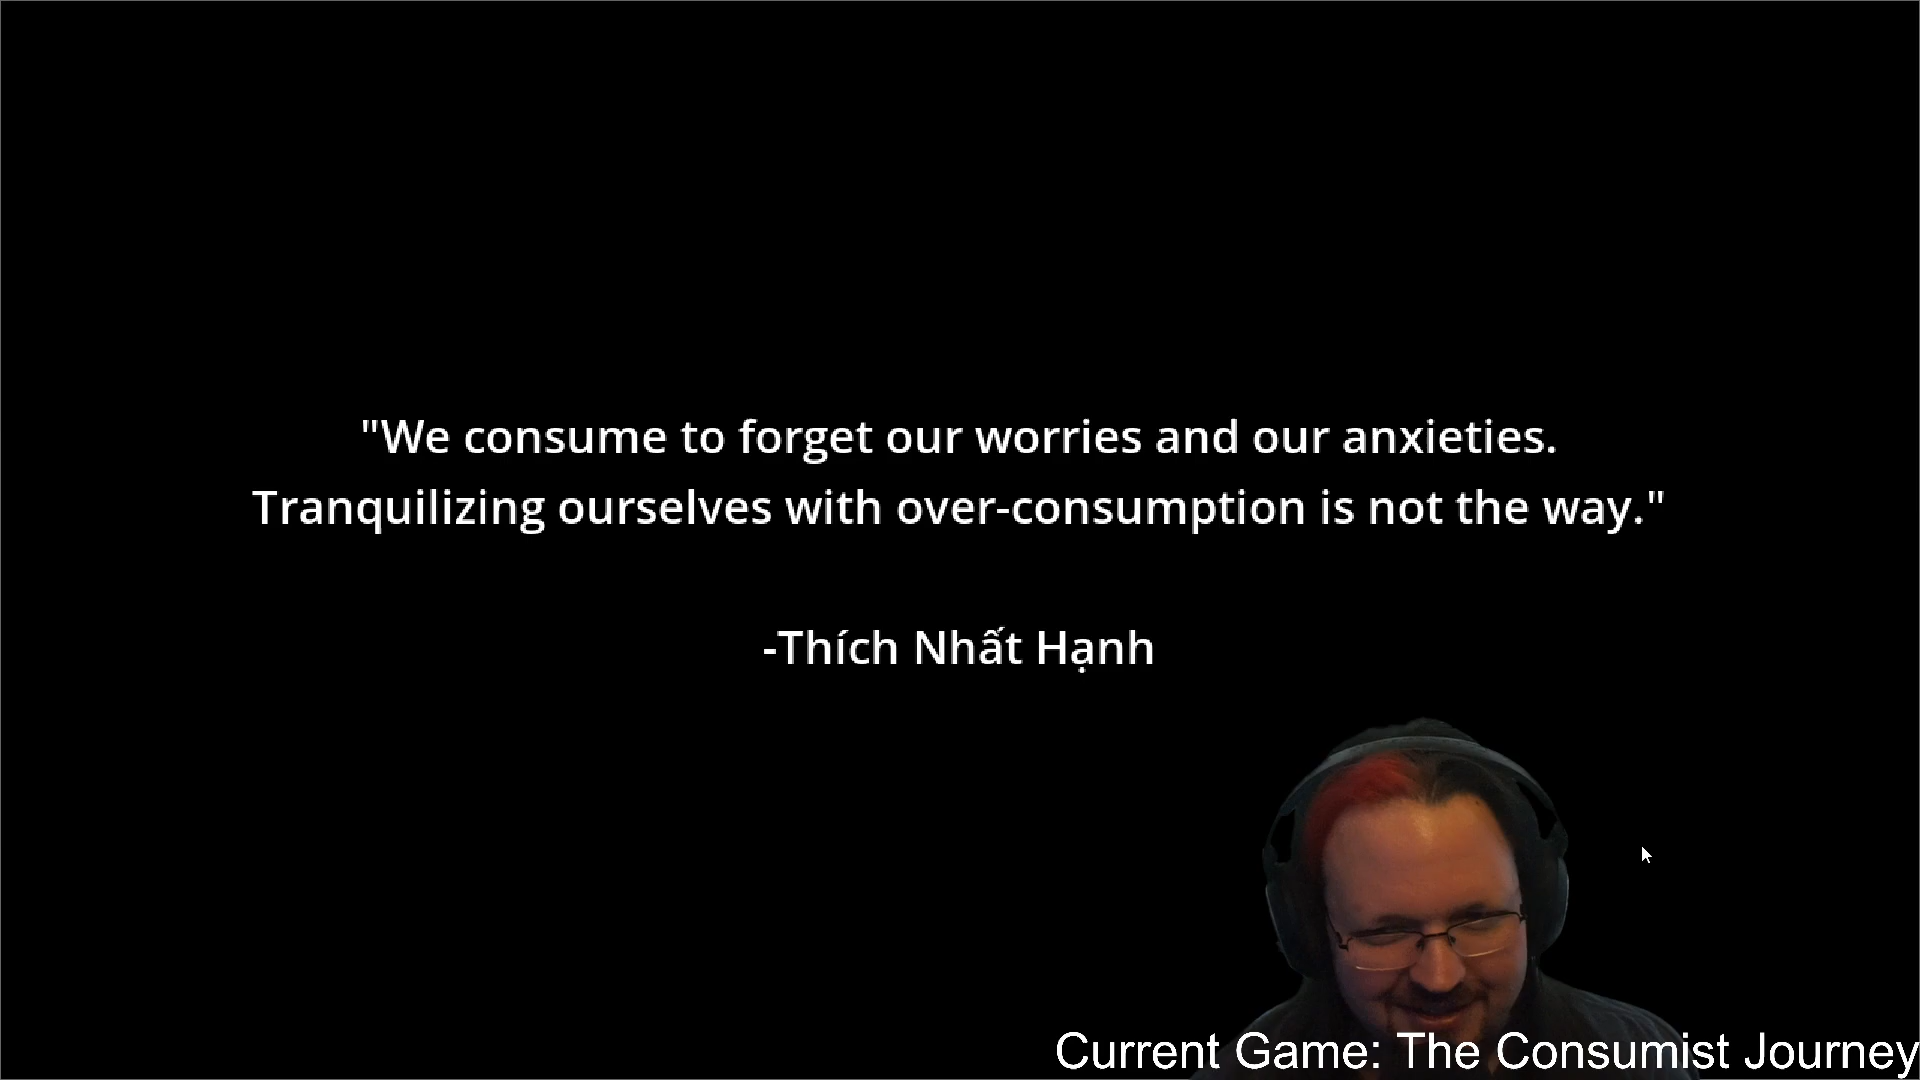 "We consume to forget our worries and our anxieties.
Tranquilizing ourselves with over-consumption is not the way."
-Thích Nhất Hạnh
Current Game: The Consumist Journey